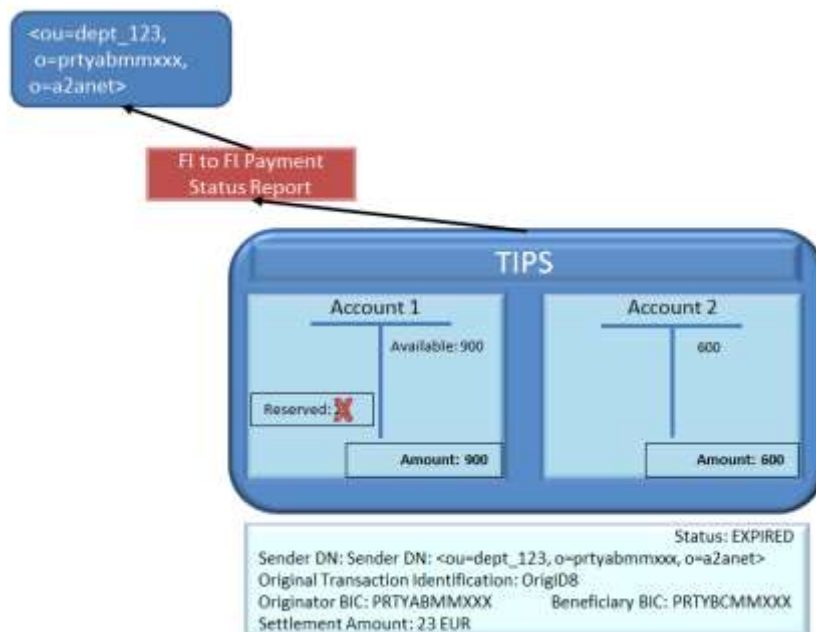 <ou=dept_123,
o=prtyabmmxxx,
o=a2anet>
FI to FI Payment
Status Report
TIPS
Account 1
Available: 900
Reserved:
Amount: 900
Account 2
600
Amount: 600
Status: EXPIRED
Sender DN: Sender DN: <ou=dept_123, o=prtyabmmxxx, o=a2anet>
Original Transaction Identification: OrigID8
Originator BIC: PRTYABMMXXX Beneficiary BIC: PRTYBCMMXXX
Settlement Amount: 23 EUR